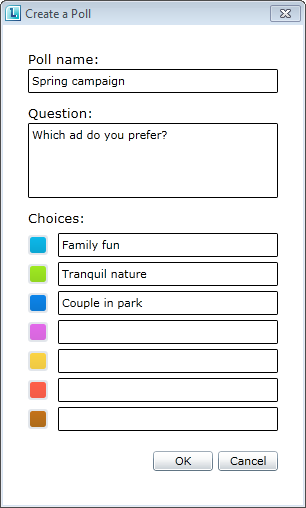 Create a Poll
Poll name:
Spring campaign
Question:
Which ad do you prefer?
Choices:
Family fun
Tranquil nature
Couple in park
OK Cancel